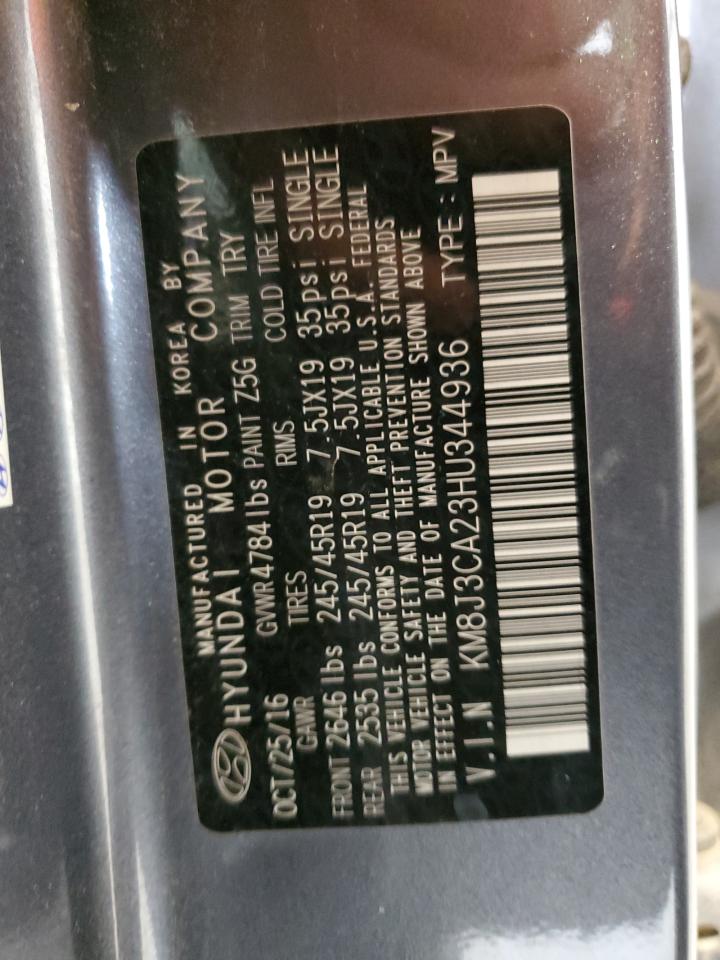 MANUFACTURED IN KOREA BY
HYUNDAI MOTOR COMPANY
OCT/25/16 GVWR 4784 lbs PAINT Z5G TRIM TRY
GAWR TIRES RIMS COLD TIRE INFL
FRONT 2646 lbs 245/45R19 7.5JX19 35psi SINGLE
REAR 2535 lbs 245/45R19 7.5JX19 35psi SINGLE
THIS VEHICLE CONFORMS TO ALL APPLICABLE U.S.A. FEDERAL
MOTOR VEHICLE SAFETY AND THEFT PREVENTION STANDARDS
IN EFFECT ON THE DATE OF MANUFACTURE SHOWN ABOVE
V.I.N KM8J3CA23HU344936 TYPE : MPV